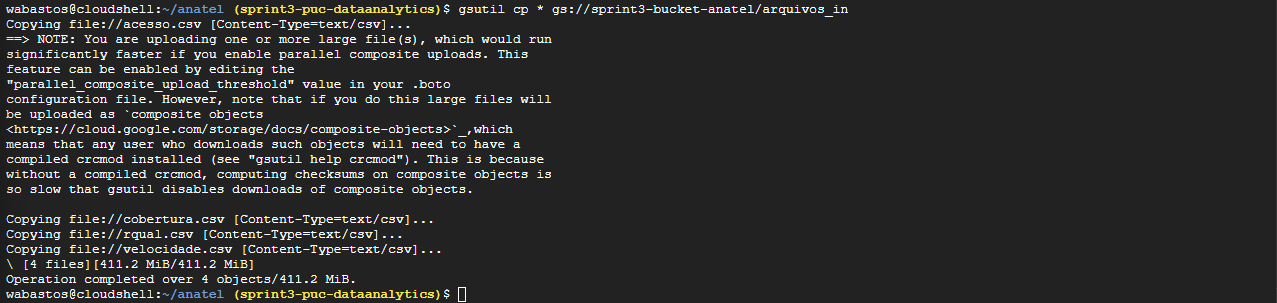 wabastos@cloudshell:~/anatel (sprint3-puc-dataanalytics)$ gsutil cp * gs://sprint3-bucket-anatel/arquivos_in
Copying file://acesso.csv [Content-Type=text/csv]...
==> NOTE: You are uploading one or more large file(s), which would run
significantly faster if you enable parallel composite uploads. This
feature can be enabled by editing the
"parallel_composite_upload_threshold" value in your .boto
configuration file. However, note that if you do this large files will
be uploaded as `composite objects
<https://cloud.google.com/storage/docs/composite-objects>`_,which
means that any user who downloads such objects will need to have a
compiled crcmod installed (see "gsutil help crcmod"). This is because
without a compiled crcmod, computing checksums on composite objects is
so slow that gsutil disables downloads of composite objects.

Copying file://cobertura.csv [Content-Type=text/csv]...
Copying file://rqual.csv [Content-Type=text/csv]...
Copying file://velocidade.csv [Content-Type=text/csv]...
\ [4 files][411.2 MiB/411.2 MiB]
Operation completed over 4 objects/411.2 MiB.
wabastos@cloudshell:~/anatel (sprint3-puc-dataanalytics)$